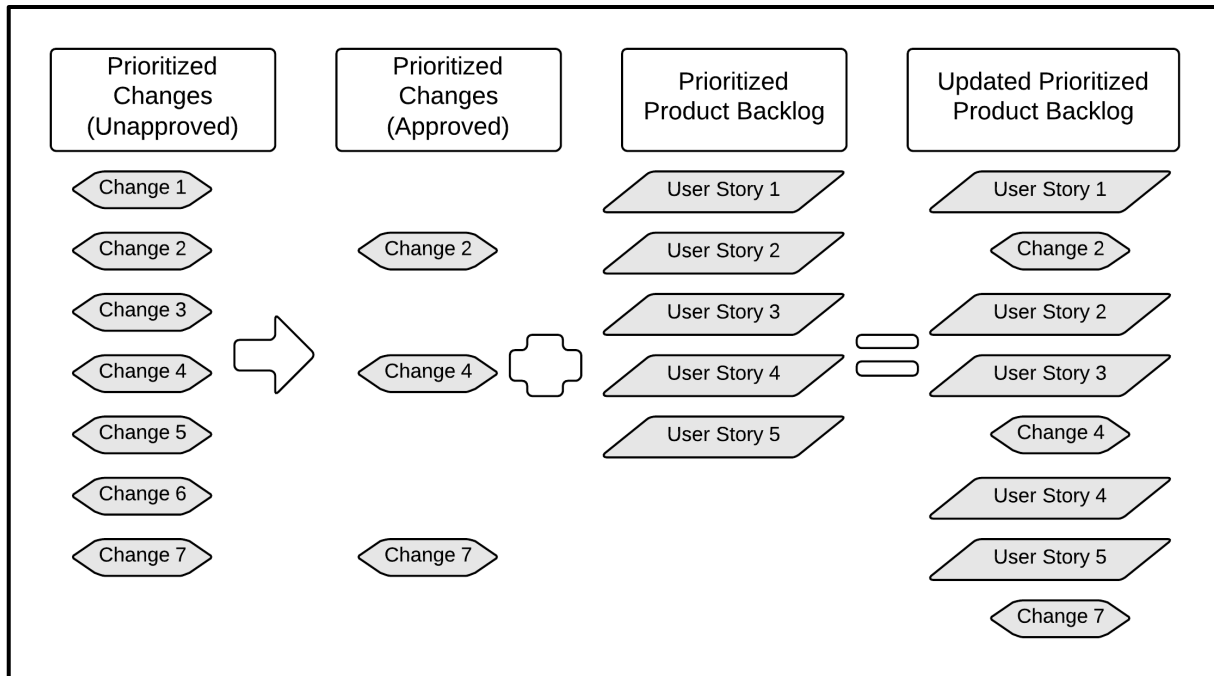 Prioritized
Changes
(Unapproved)
Prioritized
Changes
(Approved)
Prioritized
Product Backlog
Updated Prioritized
Product Backlog
Change 1
Change 2
Change 3
Change 4
Change 5
Change 6
Change 7
Change 2
Change 4
Change 7
User Story 1
User Story 2
User Story 3
User Story 4
User Story 5
User Story 1
Change 2
User Story 2
User Story 3
Change 4
User Story 4
User Story 5
Change 7